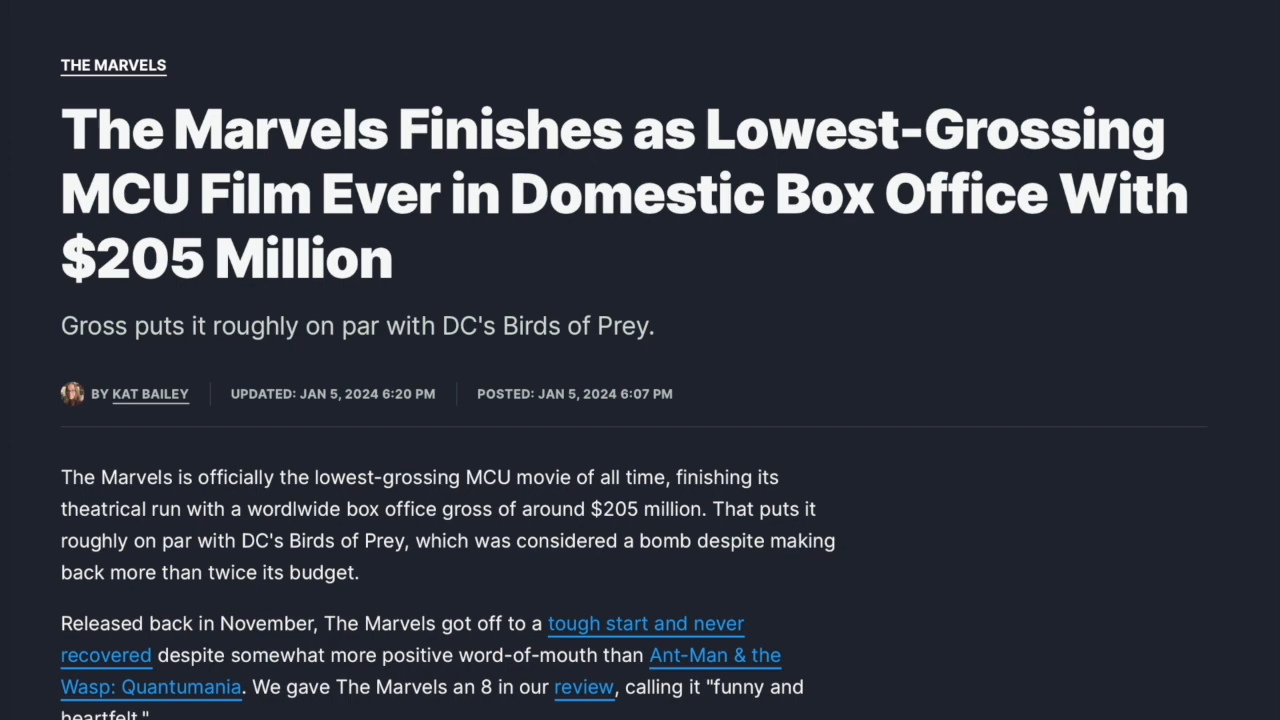 THE MARVELS
The Marvels Finishes as Lowest-Grossing
MCU Film Ever in Domestic Box Office With
$205 Million
Gross puts it roughly on par with DC's Birds of Prey.
BY KAT BAILEY UPDATED: JAN 5, 2024 6:20 PM POSTED: JAN 5, 2024 6:07 PM
The Marvels is officially the lowest-grossing MCU movie of all time, finishing its
theatrical run with a wordlwide box office gross of around $205 million. That puts it
roughly on par with DC's Birds of Prey, which was considered a bomb despite making
back more than twice its budget.
Released back in November, The Marvels got off to a tough start and never
recovered despite somewhat more positive word-of-mouth than Ant-Man & the
Wasp: Quantumania. We gave The Marvels an 8 in our review, calling it "funny and
heartfelt."